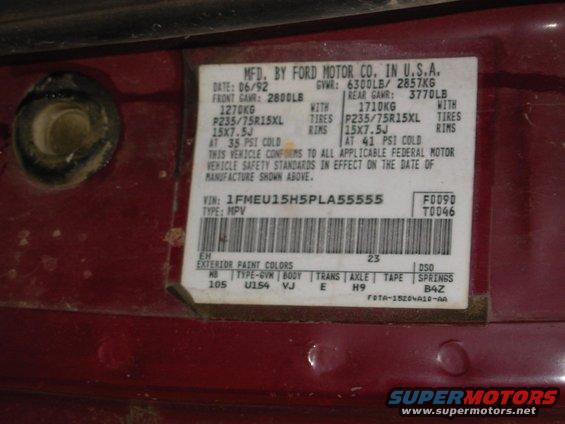 MFD. BY FORD MOTOR CO. IN U.S.A.
DATE: 06/92 GVWR: 6300LB/ 2857KG
FRONT GAWR: 2800LB REAR GAWR: 3770LB
1270KG WITH 1710KG WITH
P235/75R15XL TIRES P235/75R15XL TIRES
15X7.5J RIMS 15X7.5J RIMS
AT 35 PSI COLD AT 41 PSI COLD
THIS VEHICLE CONFORMS TO ALL APPLICABLE FEDERAL MOTOR
VEHICLE SAFETY STANDARDS IN EFFECT ON THE DATE OF
MANUFACTURE SHOWN ABOVE.
VIN: 1FMEU15H5PLA55555 F0090
TYPE: MPV T0046
EH 23
EXTERIOR PAINT COLORS DSO
WB TYPE-GVW BODY TRANS AXLE TAPE SPRINGS
105 U154 VJ E H9 B4Z
FOTA-15204A10-AA
SUPERMOTORS
www.supermotors.net